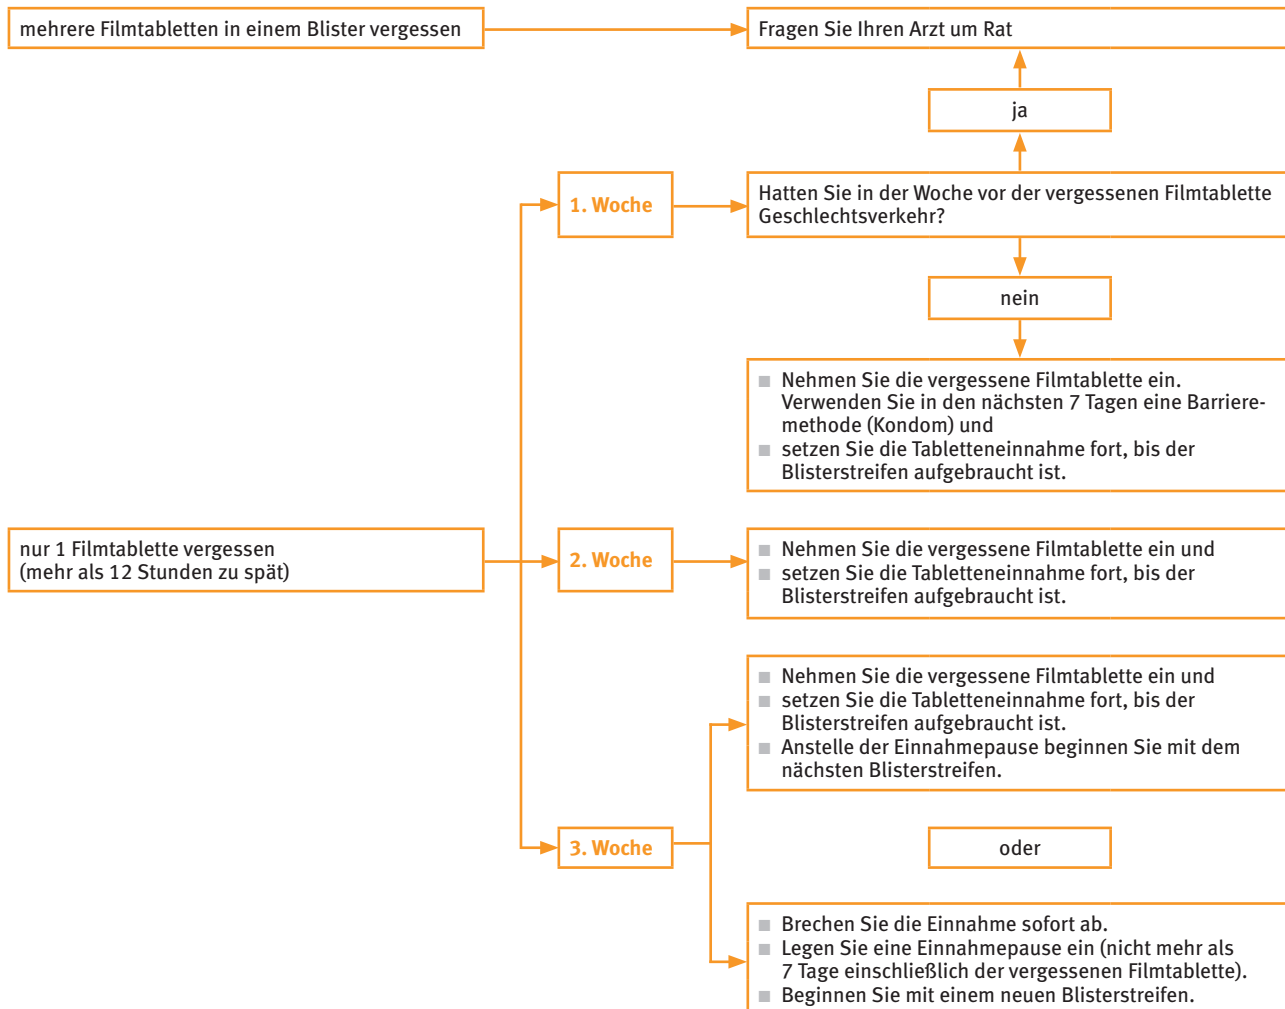 mehrere Filmtabletten in einem Blister vergessen
Fragen Sie Ihren Arzt um Rat
ja
1. Woche
Hatten Sie in der Woche vor der vergessenen Filmtablette
Geschlechtsverkehr?
nein
Nehmen Sie die vergessene Filmtablette ein.
Verwenden Sie in den nächsten 7 Tagen eine Barriere-
methode (Kondom) und
setzen Sie die Tabletteneinnahme fort, bis der
Blisterstreifen aufgebraucht ist.
nur 1 Filmtablette vergessen
(mehr als 12 Stunden zu spät)
2. Woche
Nehmen Sie die vergessene Filmtablette ein und
setzen Sie die Tabletteneinnahme fort, bis der
Blisterstreifen aufgebraucht ist.
Nehmen Sie die vergessene Filmtablette ein und
setzen Sie die Tabletteneinnahme fort, bis der
Blisterstreifen aufgebraucht ist.
Anstelle der Einnahmepause beginnen Sie mit dem
nächsten Blisterstreifen.
3. Woche
oder
Brechen Sie die Einnahme sofort ab.
Legen Sie eine Einnahmepause ein (nicht mehr als
7 Tage einschließlich der vergessenen Filmtablette).
Beginnen Sie mit einem neuen Blisterstreifen.